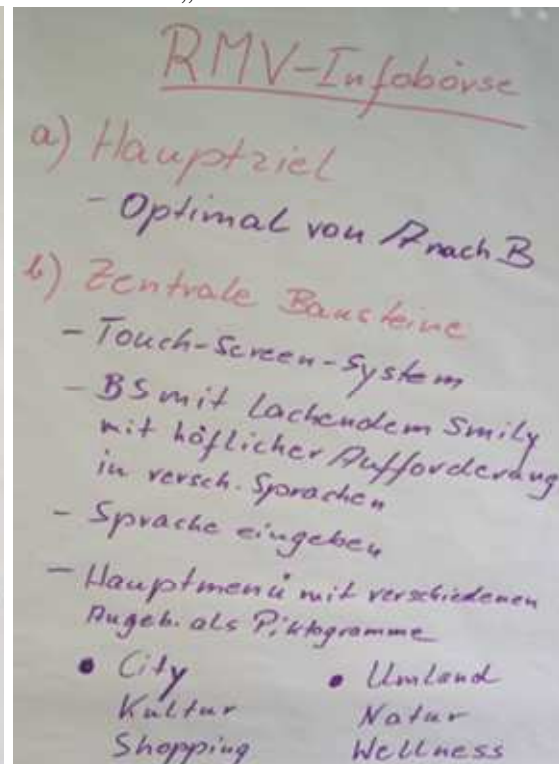 RMV-Infobörse
a) Hauptziel
- Optimal von A nach B
b) Zentrale Bausteine
- Touch-Screen-System
- BS mit lachendem Smily
mit höflicher Aufforderung
in versch. Sprachen
- Sprache eingeben
- Hauptmenü mit verschiedenen
Angeb. als Piktogramme
• City • Umland
Kultur Natur
Shopping Wellness